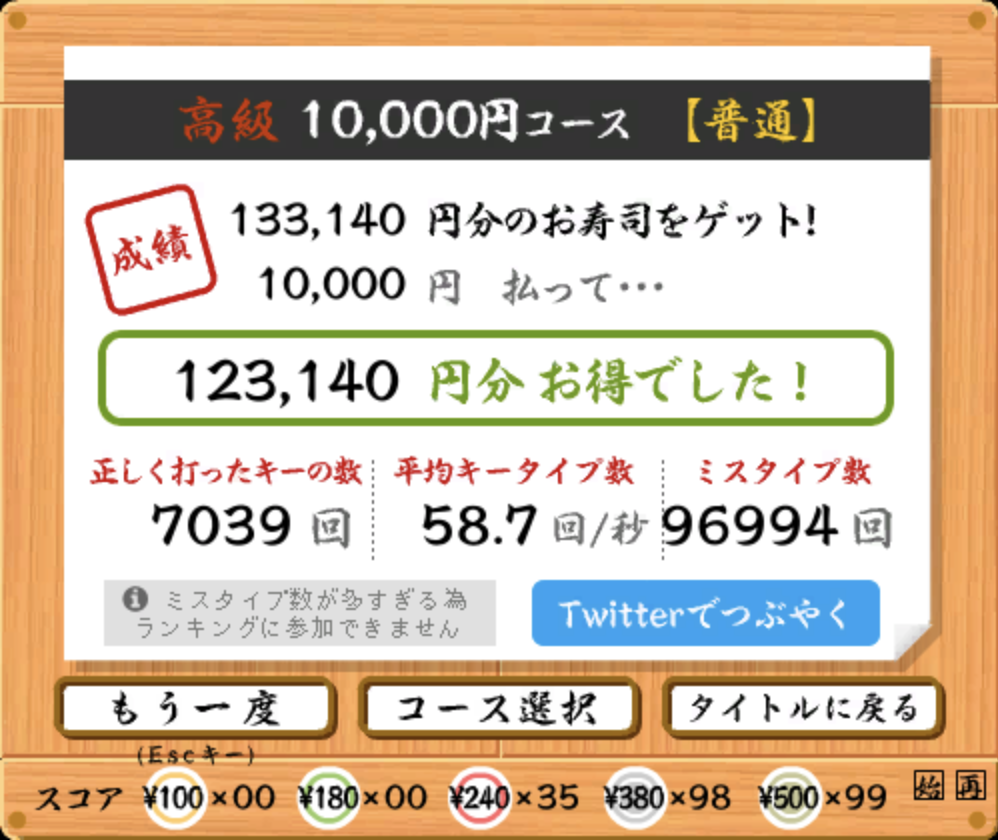 高級 10,000円コース 【普通】
成績
133,140 円分のお寿司をゲット!
10,000 円 払って…
123,140 円分 お得でした!
正しく打ったキーの数 平均キータイプ数 ミスタイプ数
7039 回 58.7 回/秒 96994 回
ミスタイプ数が多すぎる為
ランキングに参加できません
Twitterでつぶやく
もう一度 コース選択 タイトルに戻る
(Escキー)
スコア ¥100×00 ¥180×00 ¥240×35 ¥380×98 ¥500×99 始 再